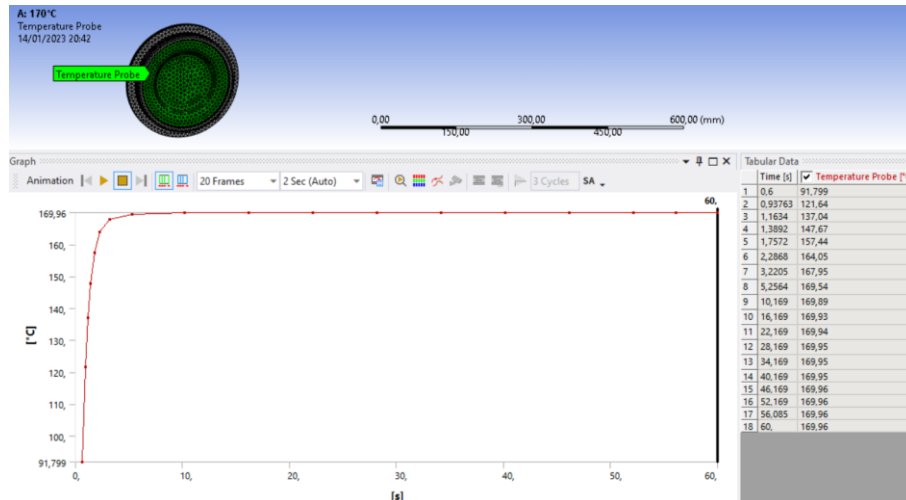 A: 170°C
Temperature Probe
14/01/2023 20:42
Temperature Probe
0,00
150,00
300,00
450,00
600,00 (mm)
Graph
Animation
20 Frames
2 Sec (Auto)
3 Cycles
SA
60,
169,96
160,
150,
140,
130,
120,
110,
100,
91,799
[°C]
0,
10,
20,
30,
40,
50,
60,
[s]
Tabular Data
Time [s] Temperature Probe [°
1 0,6 91,799
2 0,93763 121,64
3 1,1634 137,04
4 1,3892 147,67
5 1,7572 157,44
6 2,2868 164,05
7 3,2205 167,95
8 5,2564 169,54
9 10,169 169,89
10 16,169 169,93
11 22,169 169,94
12 28,169 169,95
13 34,169 169,95
14 40,169 169,95
15 46,169 169,96
16 52,169 169,96
17 56,085 169,96
18 60, 169,96